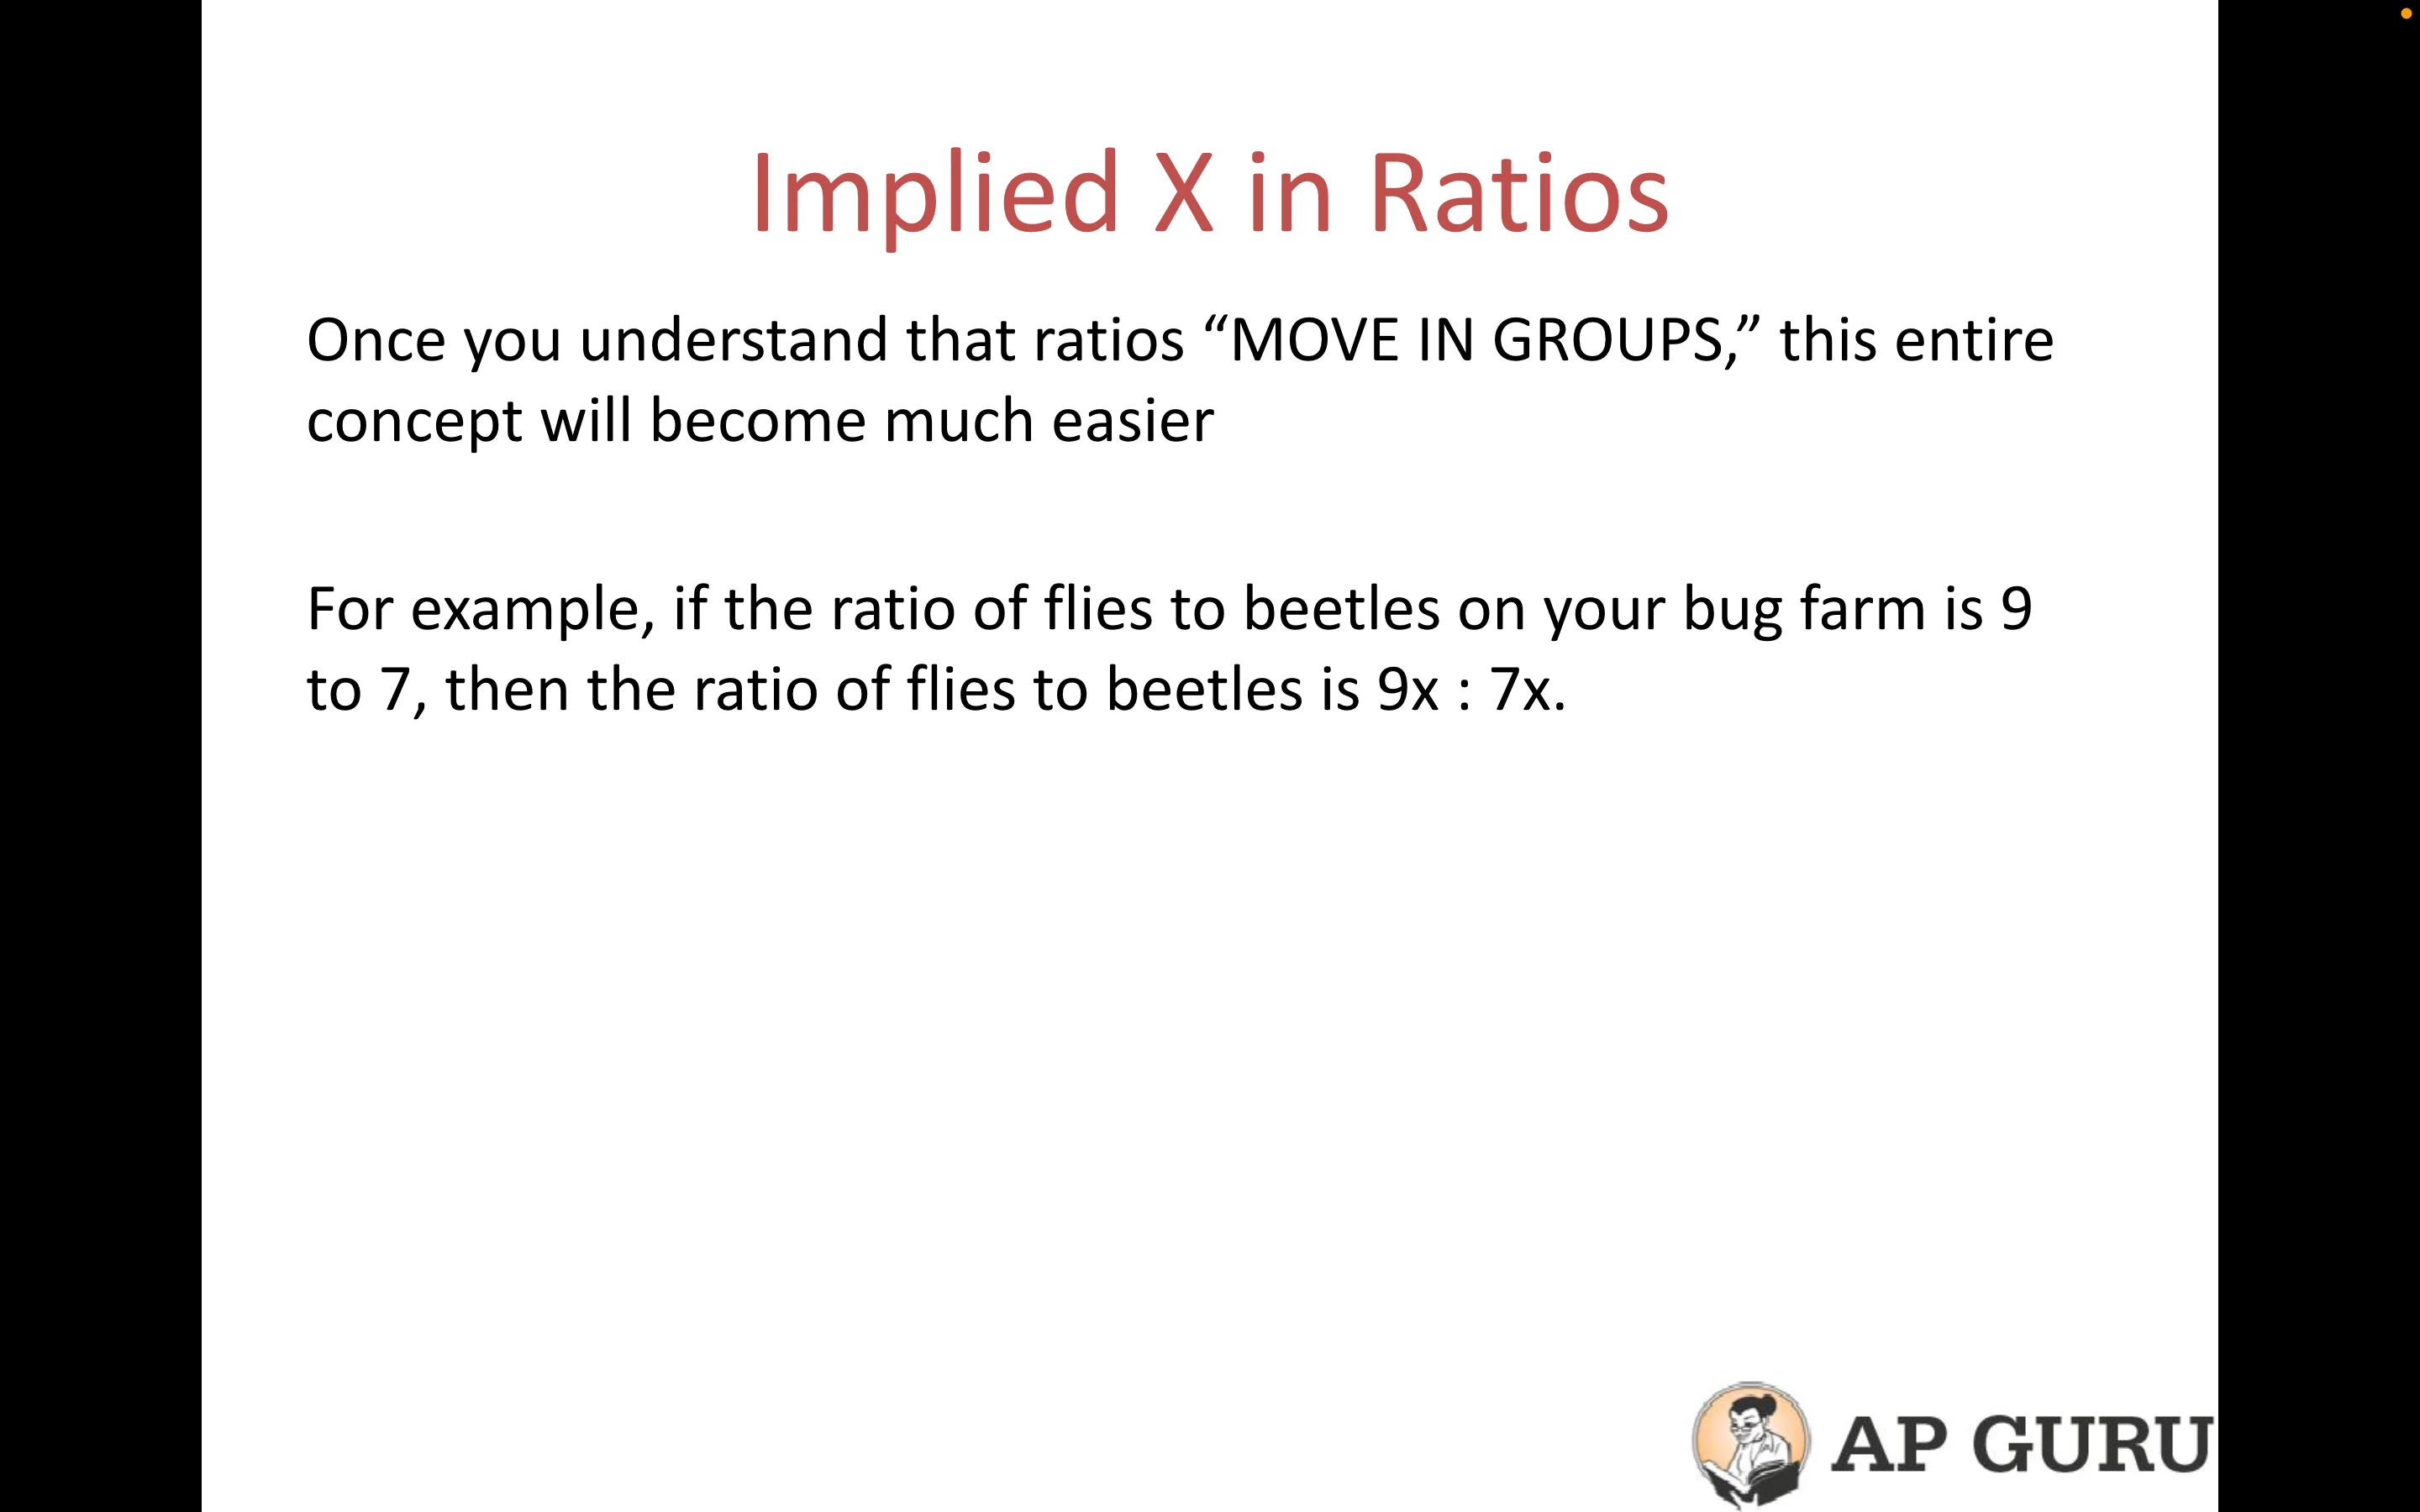 Implied X in Ratios
Once you understand that ratios “MOVE IN GROUPS,” this entire
concept will become much easier
For example, if the ratio of flies to beetles on your bug farm is 9
to 7, then the ratio of flies to beetles is 9x : 7x.
AP GURU